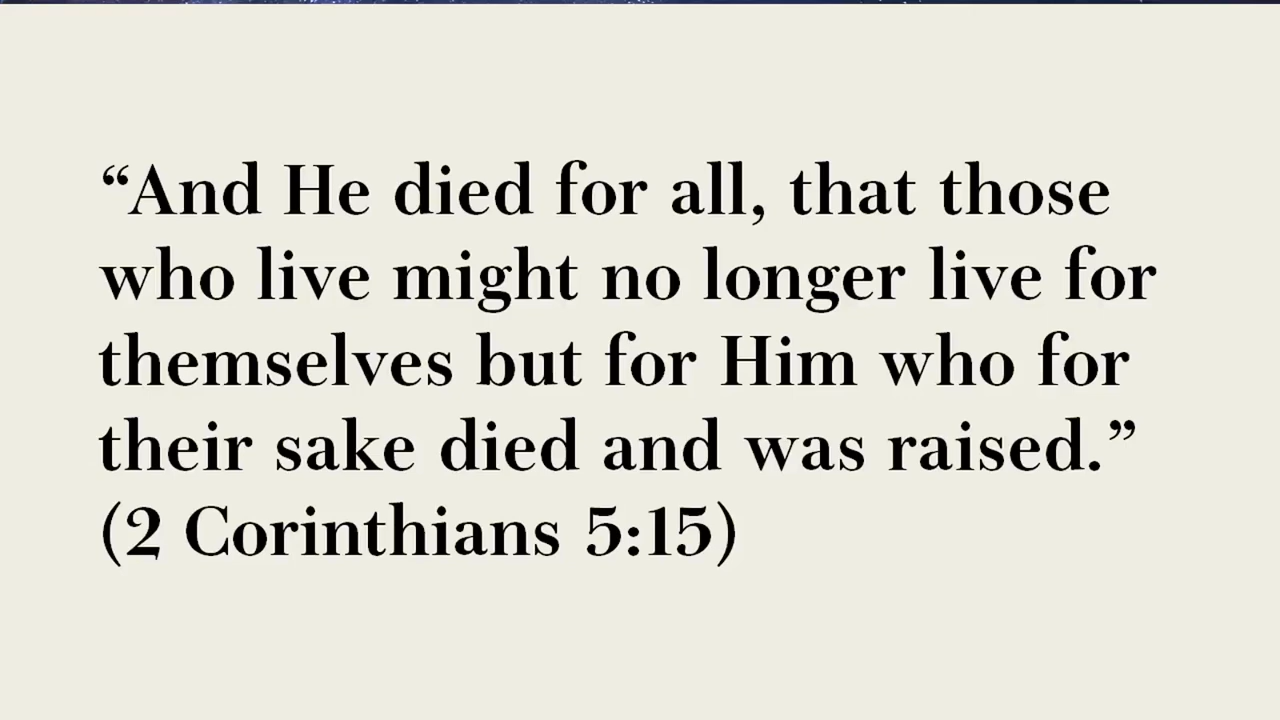 “And He died for all, that those
who live might no longer live for
themselves but for Him who for
their sake died and was raised.”
(2 Corinthians 5:15)